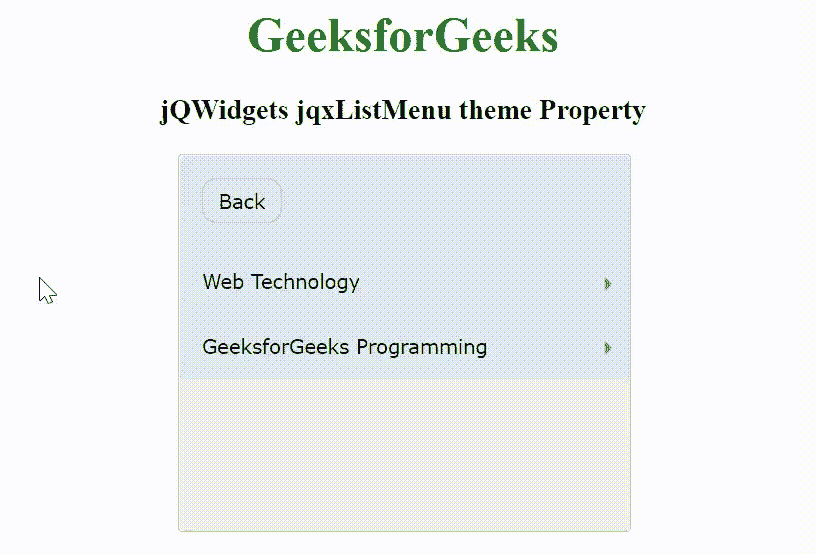 GeeksforGeeks
jQWidgets jqxListMenu theme Property
Back
Web Technology
GeeksforGeeks Programming